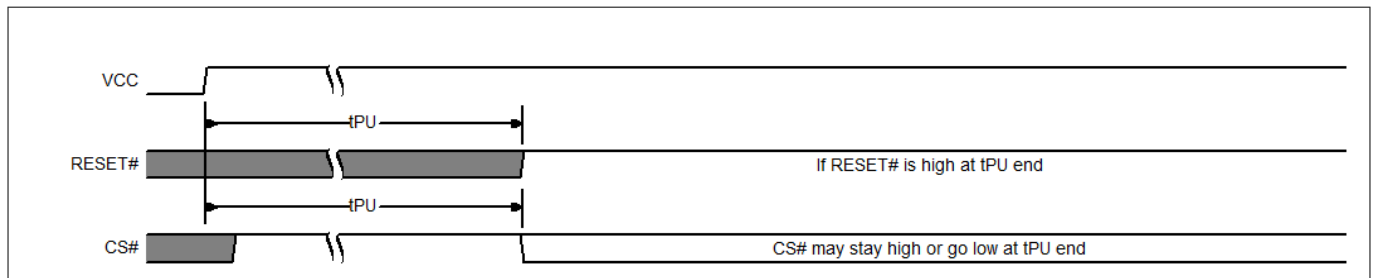 VCC
tPU
RESET#
If RESET# is high at tPU end
tPU
CS#
CS# may stay high or go low at tPU end